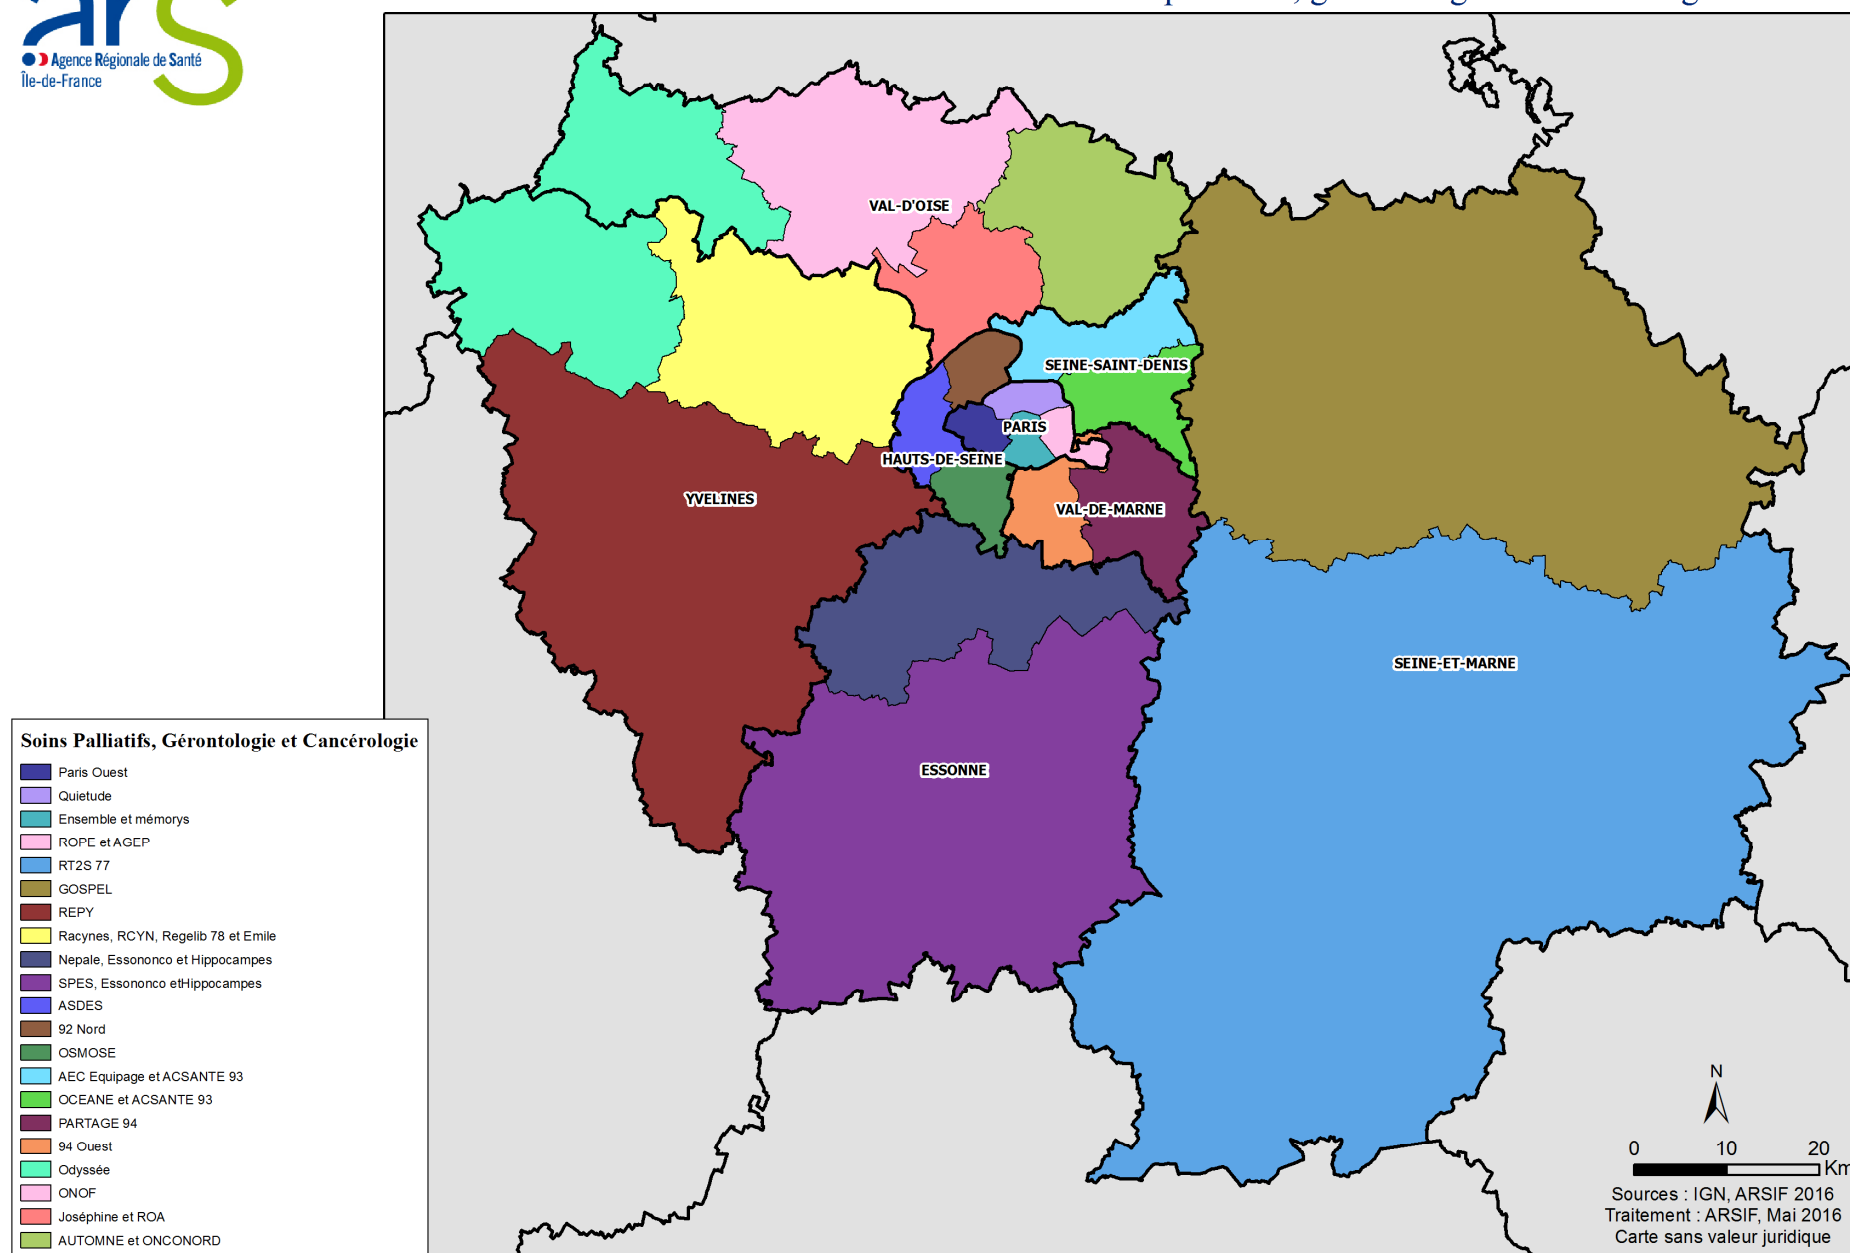 ars
Agence Régionale de Santé
Île-de-France
VAL-D'OISE
SEINE-SAINT-DENIS
PARIS
HAUTS-DE-SEINE
YVELINES
VAL-DE-MARNE
SEINE-ET-MARNE
ESSONNE
Soins Palliatifs, Gérontologie et Cancérologie
Paris Ouest
Quietude
Ensemble et mémorys
ROPE et AGEP
RT2S 77
GOSPEL
REPY
Racynes, RCYN, Regelib 78 et Emile
Nepale, Essononco et Hippocampes
SPES, Essononco etHippocampes
ASDES
92 Nord
OSMOSE
AEC Equipage et ACSANTE 93
OCEANE et ACSANTE 93
PARTAGE 94
94 Ouest
Odyssée
ONOF
Joséphine et ROA
AUTOMNE et ONCONORD
N
0 10 20
Km
Sources : IGN, ARSIF 2016
Traitement : ARSIF, Mai 2016
Carte sans valeur juridique